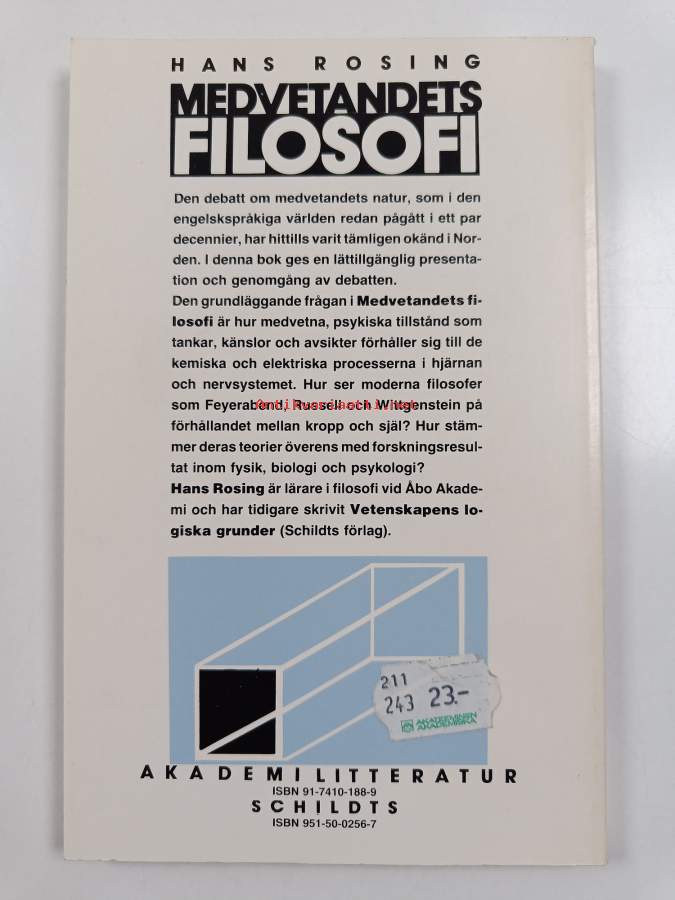 HANS ROSING
MEDVETANDETS
FILOSOFI
Den debatt om medvetandets natur, som i den
engelskspråkiga världen redan pågått i ett par
decennier, har hittills varit tämligen okänd i Nor-
den. I denna bok ges en lättillgänglig presenta-
tion och genomgång av debatten.
Den grundläggande frågan i Medvetandets fi-
losofi är hur medvetna, psykiska tillstånd som
tankar, känslor och avsikter förhåller sig till de
kemiska och elektriska processerna i hjärnan
och nervsystemet. Hur ser moderna filosofer
som Feyerabend, Russell och Wittgenstein på
Antikvariaatti.net
förhållandet mellan kropp och själ? Hur stäm-
mer deras teorier överens med forskningsresul-
tat inom fysik, biologi och psykologi?
Hans Rosing är lärare i filosofi vid Åbo Akade-
mi och har tidigare skrivit Vetenskapens lo-
giska grunder (Schildts förlag).
211
243 23.-
AKATEEMINEN
AKADEMISKA
AKADEMILITTERATUR
ISBN 91-7410-188-9
SCHILDTS
ISBN 951-50-0256-7